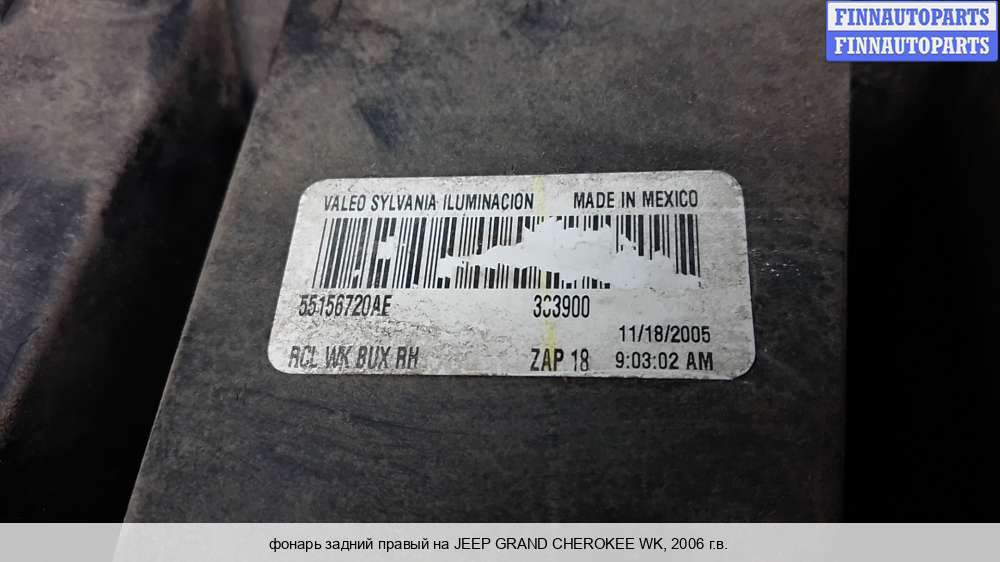 FINNAUTOPARTS
FINNAUTOPARTS
VALEO SYLVANIA ILUMINACION MADE IN MEXICO
55156720AE 303900
11/18/2005
RCL WK BUX RH ZAP 18 9:03:02 AM
фонарь задний правый на JEEP GRAND CHEROKEE WK, 2006 г.в.